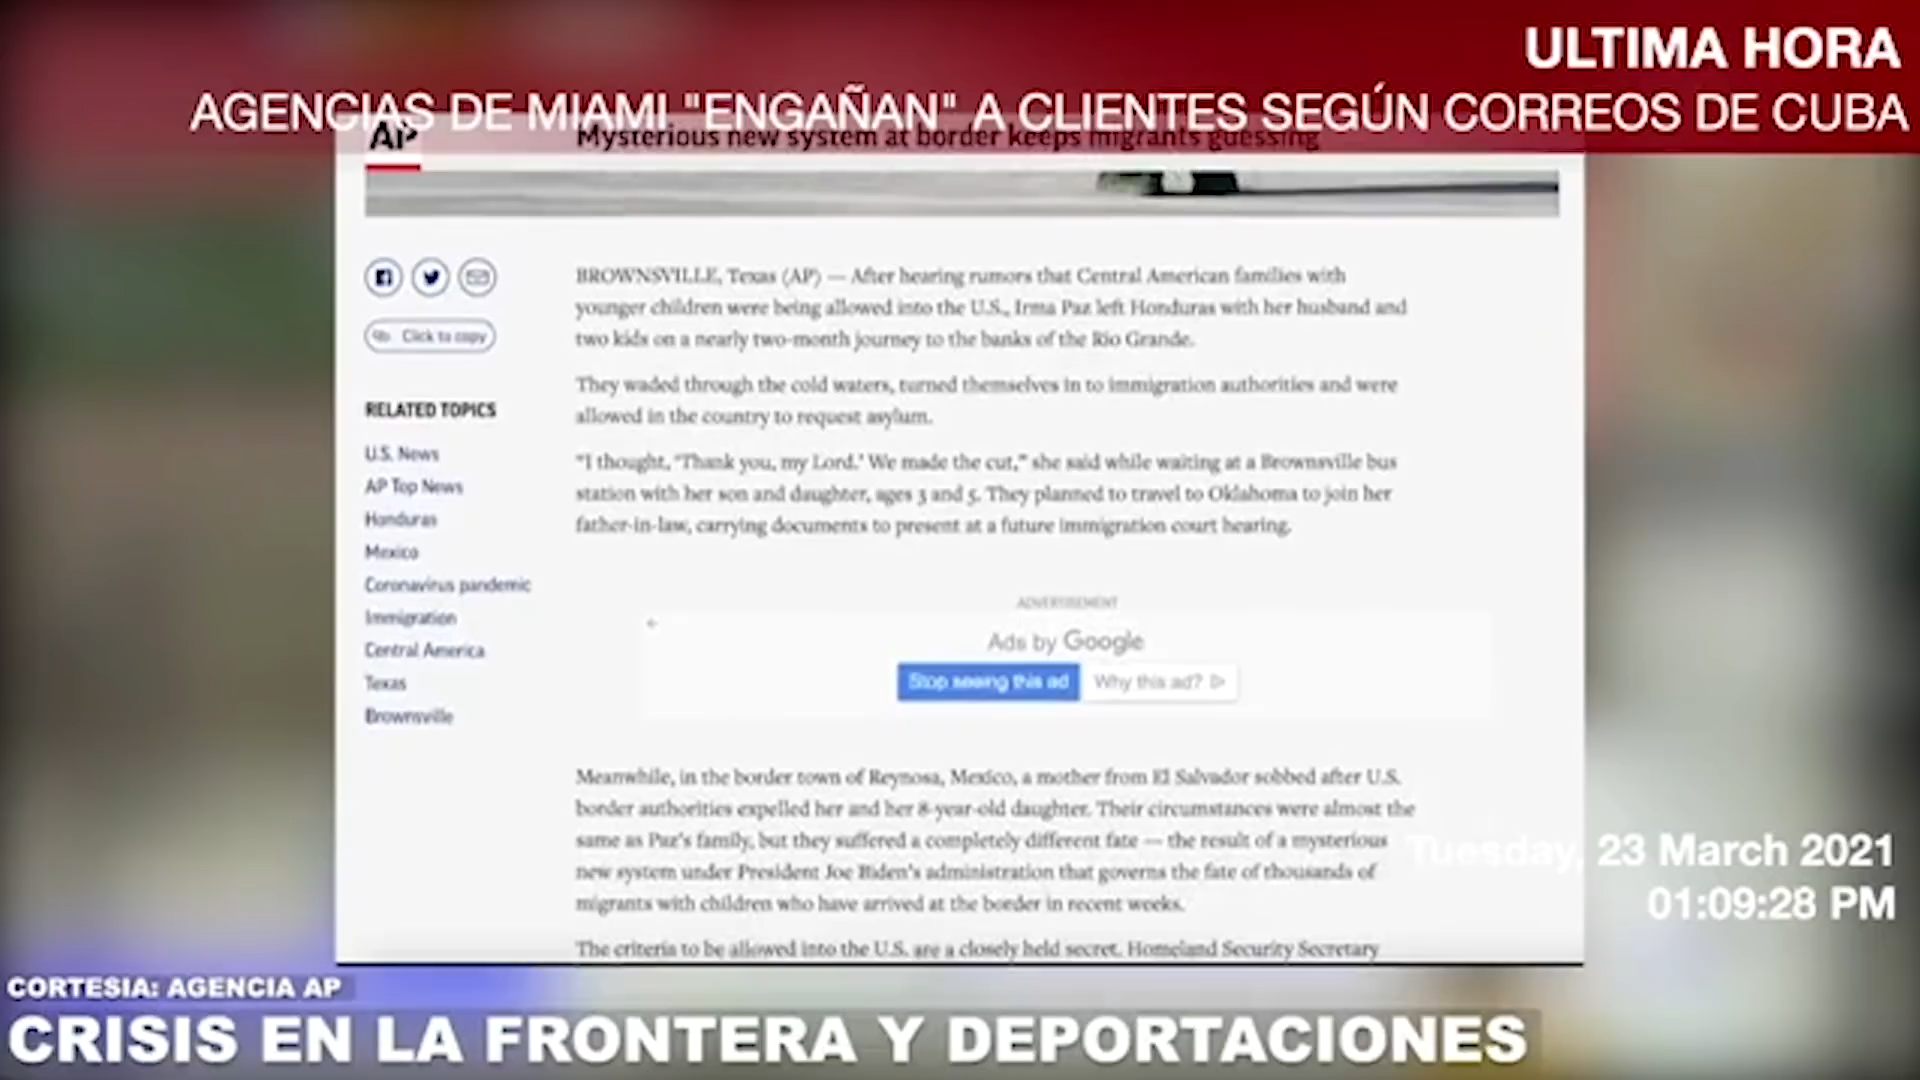 ULTIMA HORA
AGENCIAS DE MIAMI "ENGAÑAN" A CLIENTES SEGÚN CORREOS DE CUBA
AP
Mysterious new system at border keeps migrants guessing
Click to copy
RELATED TOPICS
U.S. News
AP Top News
Honduras
Mexico
Coronavirus pandemic
Immigration
Central America
Texas
Brownsville
BROWNSVILLE, Texas (AP) — After hearing rumors that Central American families with
younger children were being allowed into the U.S., Irma Paz left Honduras with her husband and
two kids on a nearly two-month journey to the banks of the Rio Grande.
They waded through the cold waters, turned themselves in to immigration authorities and were
allowed in the country to request asylum.
“I thought, ‘Thank you, my Lord.’ We made the cut,” she said while waiting at a Brownsville bus
station with her son and daughter, ages 3 and 5. They planned to travel to Oklahoma to join her
father-in-law, carrying documents to present at a future immigration court hearing.
ADVERTISEMENT
Ads by Google
Stop seeing this ad
Why this ad?
Meanwhile, in the border town of Reynosa, Mexico, a mother from El Salvador sobbed after U.S.
border authorities expelled her and her 8-year-old daughter. Their circumstances were almost the
same as Paz’s family, but they suffered a completely different fate — the result of a mysterious
new system under President Joe Biden’s administration that governs the fate of thousands of
migrants with children who have arrived at the border in recent weeks.
The criteria to be allowed into the U.S. are a closely held secret. Homeland Security Secretary
Tuesday, 23 March 2021
01:09:28 PM
CORTESIA: AGENCIA AP
CRISIS EN LA FRONTERA Y DEPORTACIONES